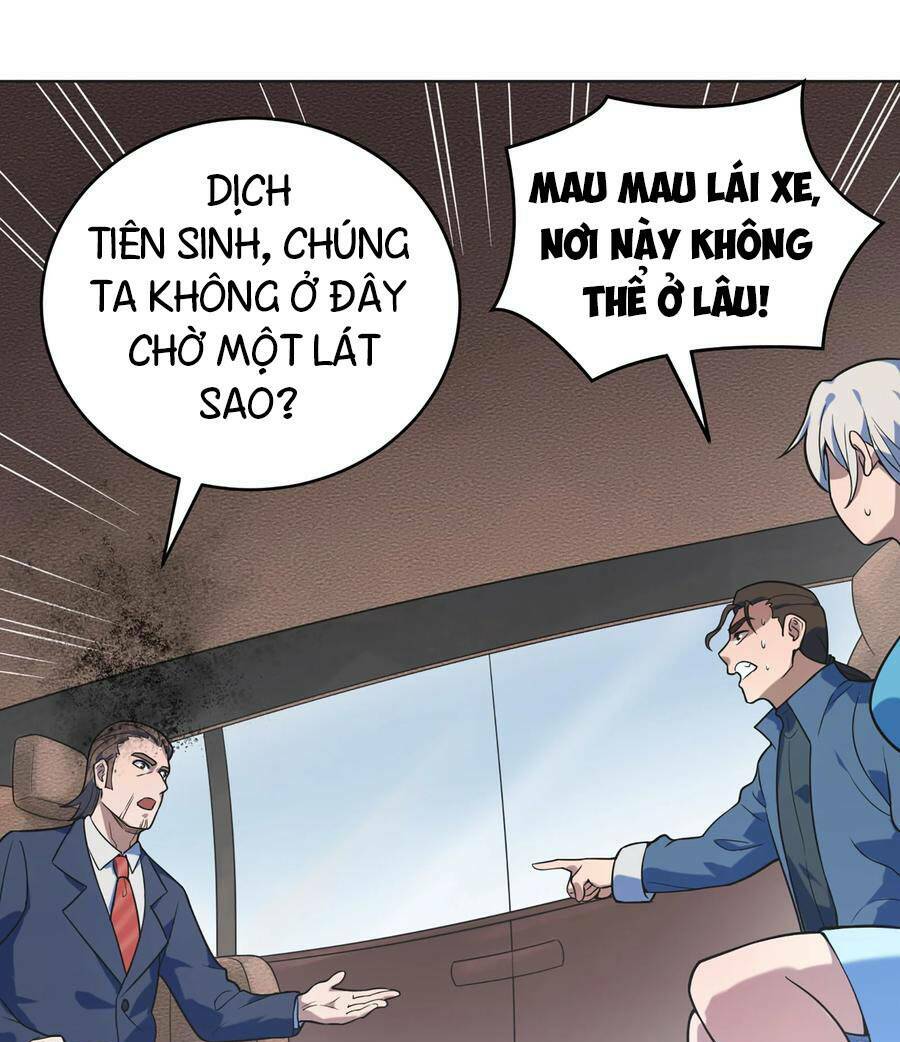 MAU MAU LÁI XE,
NƠI NÀY KHÔNG
THỂ Ở LÂU!
DỊCH
TIÊN SINH, CHÚNG
TA KHÔNG Ở ĐÂY
CHỜ MỘT LÁT
SAO?